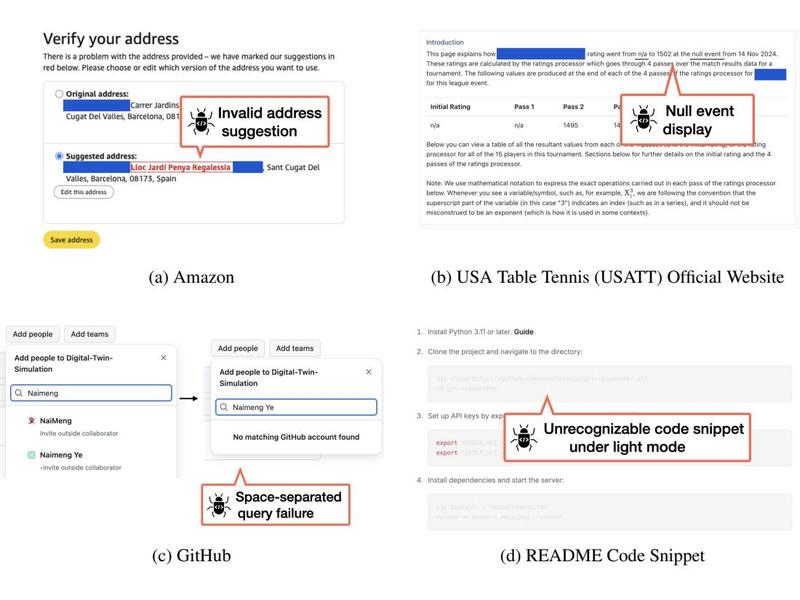 Verify your address
There is a problem with the address provided – we have marked our suggestions in
red below. Please choose or edit which version of the address you want to use.
Original address:
Carrer Jardins
Cugat Del Valles, Barcelona, 081
Invalid address
suggestion
Suggested address:
Lloc Jardí Penya Regalessia , Sant Cugat Del
Valles, Barcelona, 08173, Spain
Edit this address
Save address
(a) Amazon
Introduction
This page explains how rating went from n/a to 1502 at the null event from 14 Nov 2024.
These ratings are calculated by the ratings processor which goes through 4 passes over the match results data for a
tournament. The following values are produced at the end of each of the 4 passes of the ratings processor for
for this league event.
Initial Rating Pass 1 Pass 2 Pa
n/a n/a 1495 14
Null event
display
Below you can view a table of all the resultant values from each of the 4 passes (and the initial rating) of the rating
processor for all of the 15 players in this tournament. Sections below for further details on the initial rating and the 4
passes of the ratings processor.
Note: We use mathematical notation to express the exact operations carried out in each pass of the ratings processor
below. Whenever you see a variable/symbol, such as, for example, X_i^3, we are following the convention that the
superscript part of the variable (in this case "3") indicates an index (such as in a series), and it should not be
misconstrued to be an exponent (which is how it is used in some contexts).
(b) USA Table Tennis (USATT) Official Website
Add people Add teams
Add people to Digital-Twin-
Simulation
Naimeng
NaiMeng
Invite outside collaborator
Naimeng Ye
Invite outside collaborator
Add people Add teams
Add people to Digital-Twin-
Simulation
Naimeng Ye
No matching GitHub account found
Space-separated
query failure
(c) GitHub
1. Install Python 3.11 or later. Guide.
2. Clone the project and navigate to the directory:
3. Set up API keys by exp
export
export
Unrecognizable code snippet
under light mode
4. Install dependencies and start the server:
(d) README Code Snippet